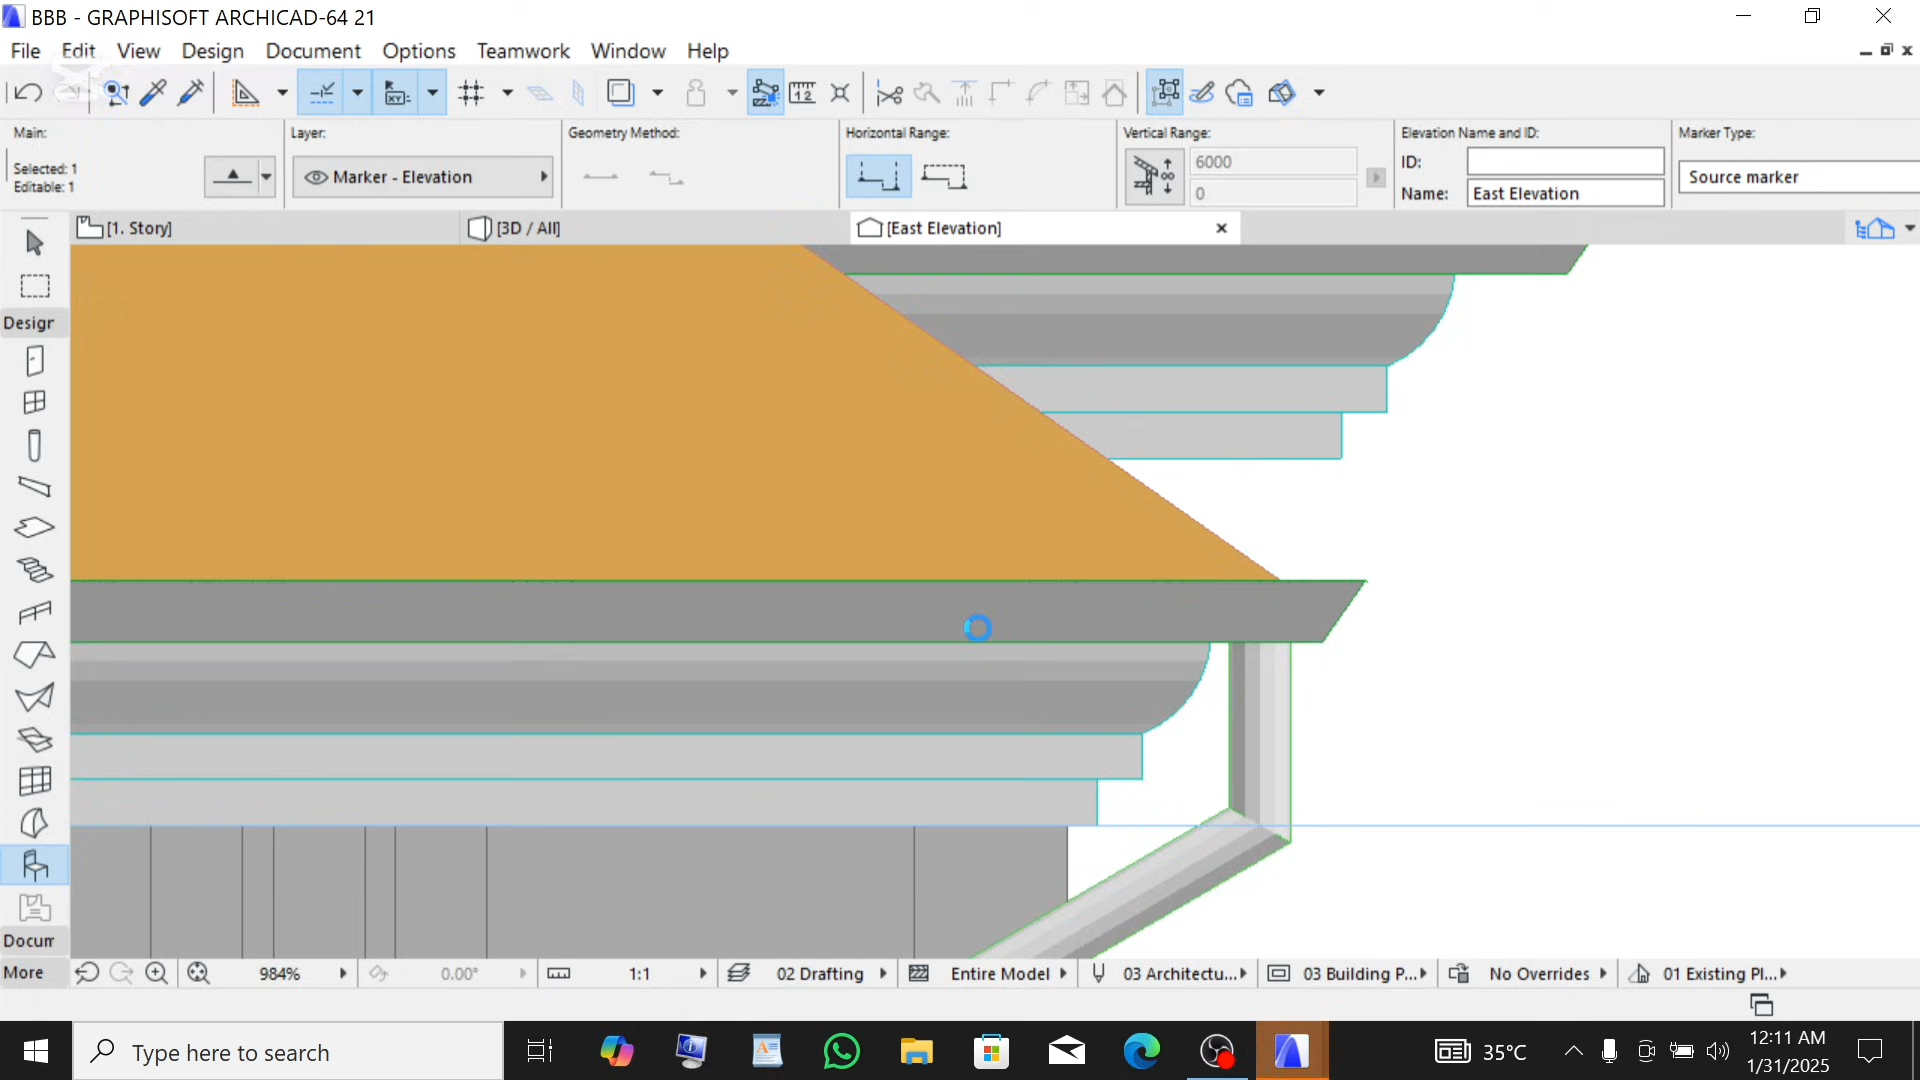 BBB - GRAPHISOFT ARCHICAD-64 21
File Edit View Design Document Options Teamwork Window Help
Main: Layer: Geometry Method: Horizontal Range: Vertical Range: Elevation Name and ID: Marker Type:
Selected: 1
Editable: 1
Marker - Elevation
6000
0
ID:
Name: East Elevation
Source marker
[1. Story] [3D / All] [East Elevation]
Design
Docum
More
984% 0.00° 1:1 02 Drafting Entire Model 03 Architectu... 03 Building P... No Overrides 01 Existing Pl...
Type here to search
35°C
12:11 AM
1/31/2025